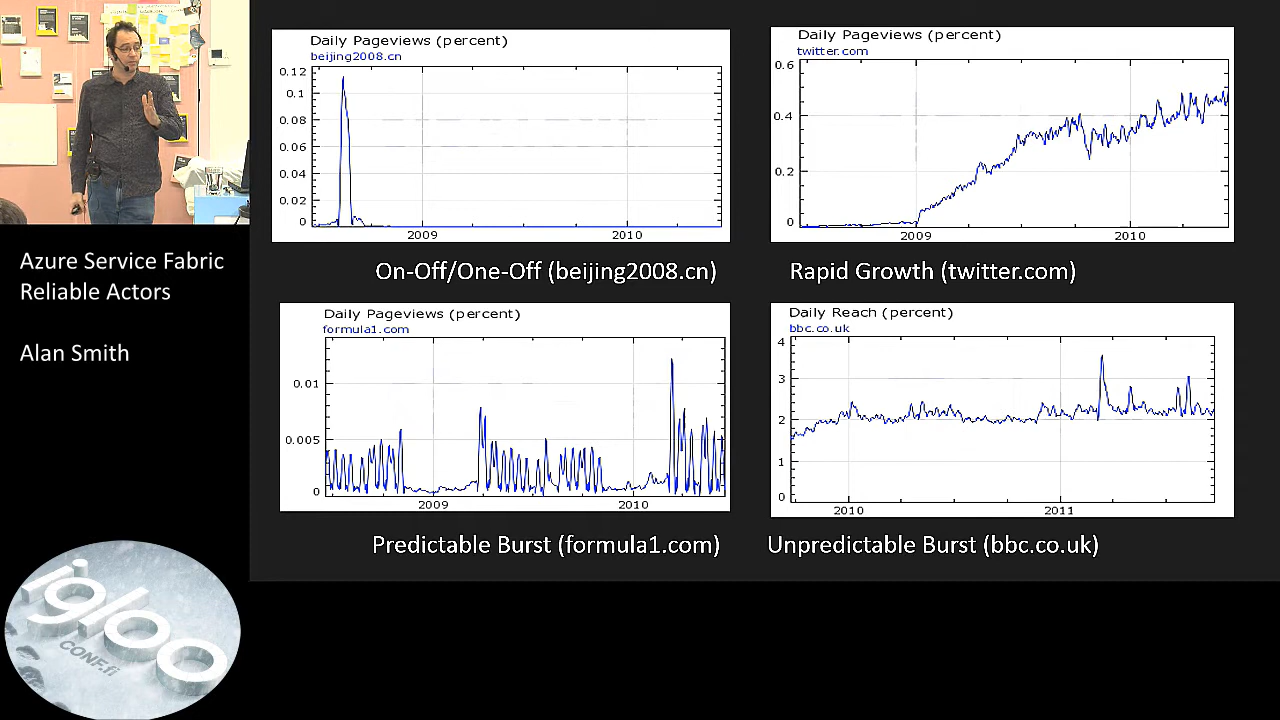 Daily Pageviews (percent)
beijing2008.cn
0.12
0.1
0.08
0.06
0.04
0.02
0
2009
2010
On-Off/One-Off (beijing2008.cn)
Daily Pageviews (percent)
twitter.com
0.6
0.4
0.2
0
2009
2010
Rapid Growth (twitter.com)
Azure Service Fabric
Reliable Actors
Alan Smith
Daily Pageviews (percent)
formula1.com
0.01
0.005
0
2009
2010
Predictable Burst (formula1.com)
Daily Reach (percent)
bbc.co.uk
4
3
2
1
0
2010
2011
Unpredictable Burst (bbc.co.uk)
igloo
CONF.fi